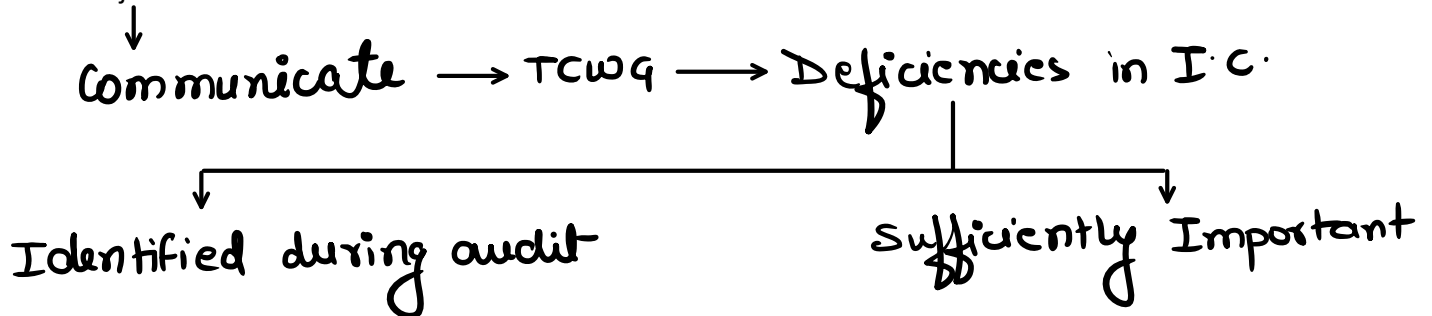 Communicate → TCWG → Deficiencies in I.C.
Identified during audit
Sufficiently Important